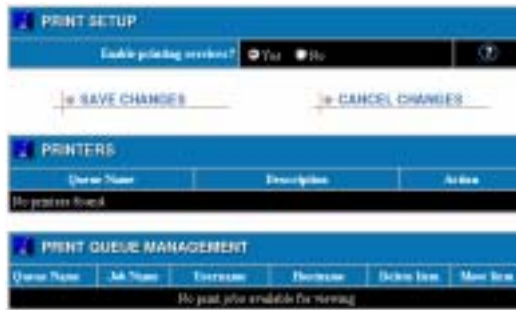 PRINT SETUP
Enable printing services? Yes No ?
SAVE CHANGES CANCEL CHANGES
PRINTERS
Queue Name Description Action
No printers found
PRINT QUEUE MANAGEMENT
Queue Name Job Name Username Hostname Delete Item Move Item
No print jobs available for viewing